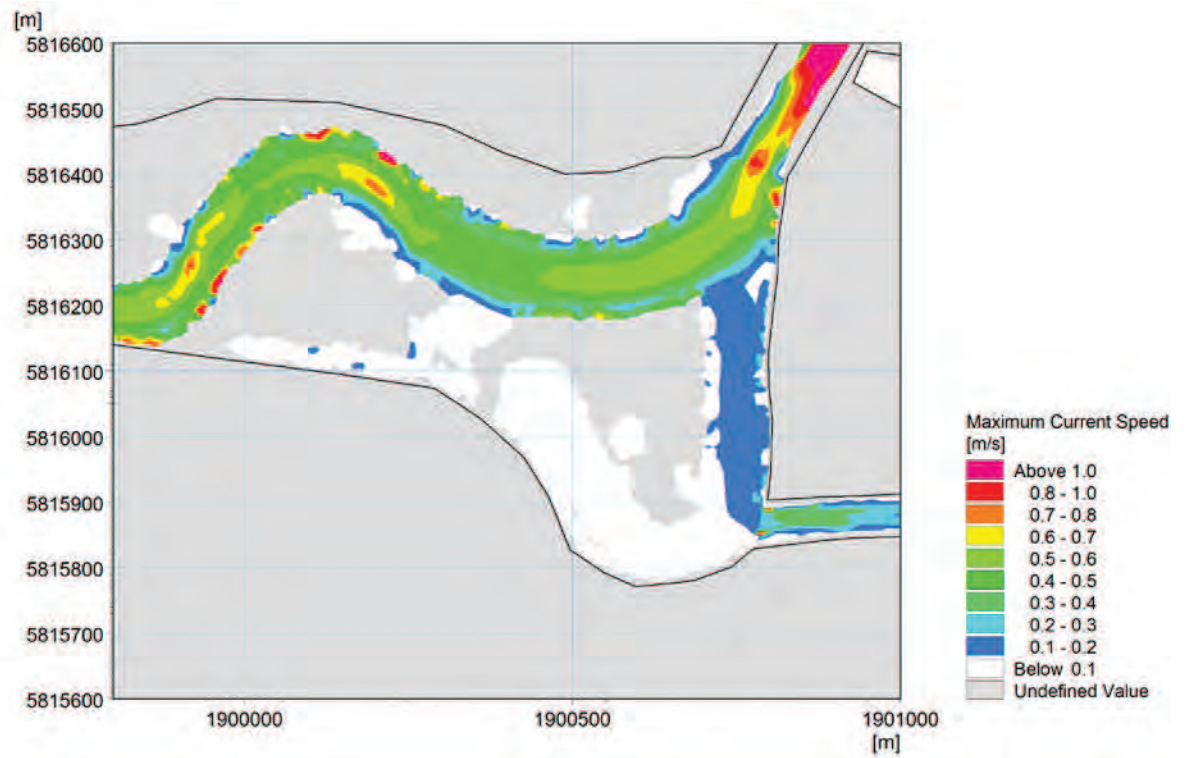 [m]
5816600
5816500
5816400
5816300
5816200
5816100
5816000
5815900
5815800
5815700
5815600
1900000 1900500 1901000
[m]
Maximum Current Speed
[m/s]
Above 1.0
0.8 - 1.0
0.7 - 0.8
0.6 - 0.7
0.5 - 0.6
0.4 - 0.5
0.3 - 0.4
0.2 - 0.3
0.1 - 0.2
Below 0.1
Undefined Value